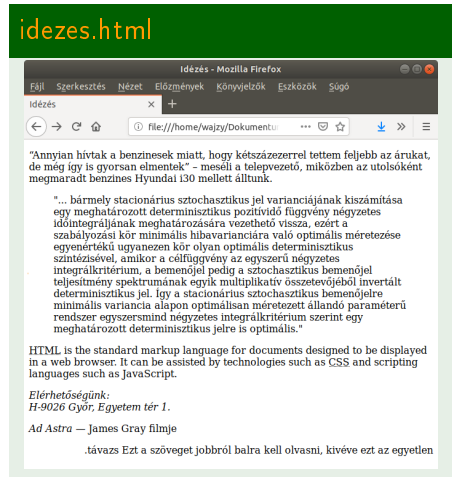 idezes.html
Idézés - Mozilla Firefox
Fájl Szerkesztés Nézet Előzmények Könyvjelzők Eszközök Súgó
Idézés × +
file:///home/wajzy/Dokumentu
“Annyian hívtak a benzinesek miatt, hogy kétszázezerrel tettem feljebb az árukat,
de még így is gyorsan elmentek” – meséli a telepvezető, miközben az utolsóként
megmaradt benzines Hyundai i30 mellett álltunk.
"... bármely stacionárius sztochasztikus jel varianciájának kiszámítása
egy meghatározott determinisztikus pozitívidő függvény négyzetes
időintegráljának meghatározására vezethető vissza, ezért a
szabályozási kör minimális hibavarianciára való optimális méretezése
egyenértékű ugyanezen kör olyan optimális determinisztikus
szintézisével, amikor a célfüggvény az egyszerű négyzetes
integrálkritérium, a bemenőjel pedig a sztochasztikus bemenőjel
teljesítmény spektrumának egyik multiplikatív összetevőjéből invertált
determinisztikus jel. Így a stacionárius sztochasztikus bemenőjelre
minimális variancia alapon optimálisan méretezett állandó paraméterű
rendszer egyszersmind négyzetes integrálkritérium szerint egy
meghatározott determinisztikus jelre is optimális."
HTML is the standard markup language for documents designed to be displayed
in a web browser. It can be assisted by technologies such as CSS and scripting
languages such as JavaScript.
Elérhetőségünk:
H-9026 Győr, Egyetem tér 1.
Ad Astra — James Gray filmje
.távazs Ezt a szöveget jobbról balra kell olvasni, kivéve ezt az egyetlen